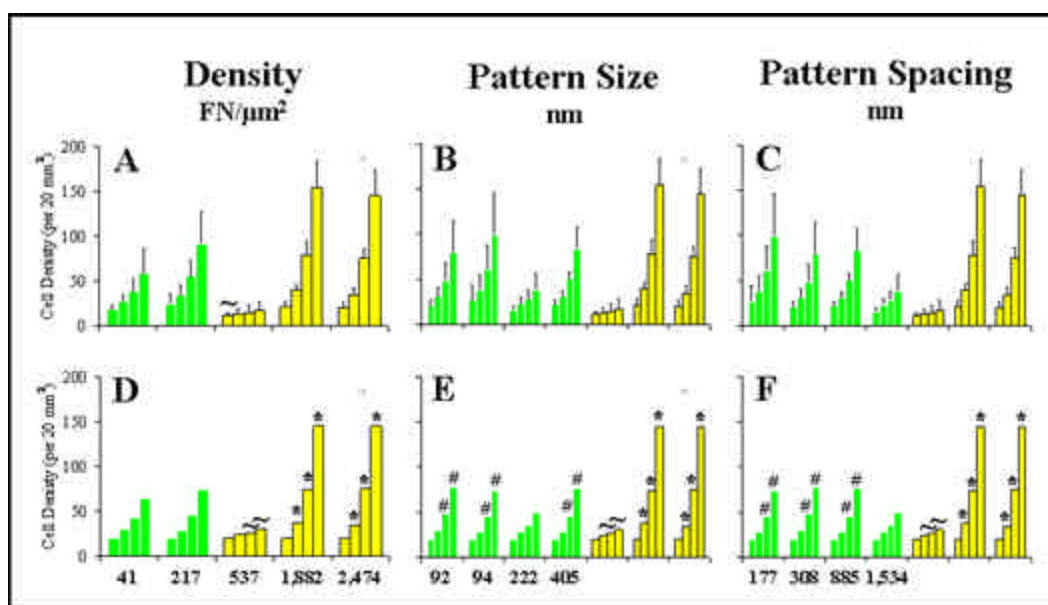 Density
FN/µm²
Pattern Size
nm
Pattern Spacing
nm
Cell Density (per 20 mm²)
200
150
100
50
0
A
~
B
C
Cell Density (per 20 mm²)
200
150
100
50
0
D
~ ~ * * * * *
E
# # # # # # ~ ~ * * * * *
F
# # # # # # ~ ~ * * * * *
41 217 537 1,882 2,474
92 94 222 405
177 308 885 1,534